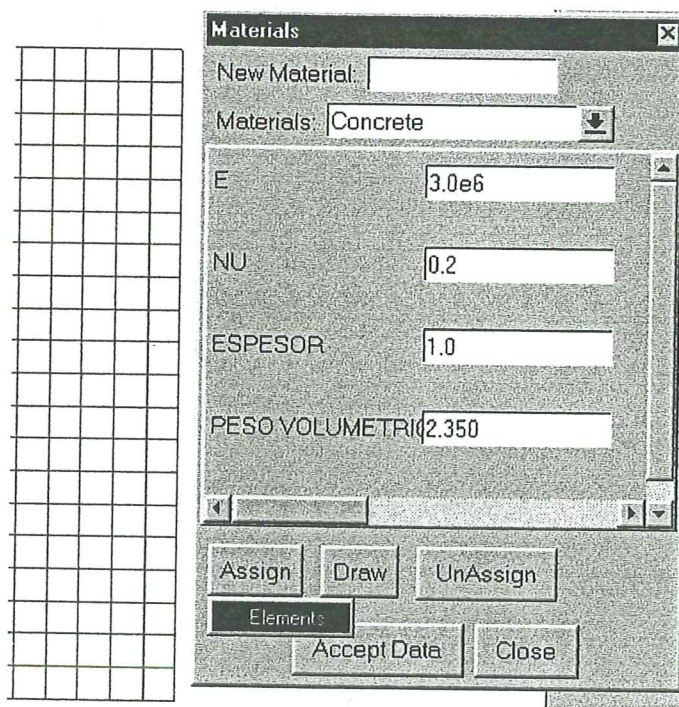 Materials
New Material:
Materials: Concrete
E 3.0e6
NU 0.2
ESPESOR 1.0
PESO VOLUMETRIC 2.350
Assign Draw UnAssign
Elements
Accept Data Close